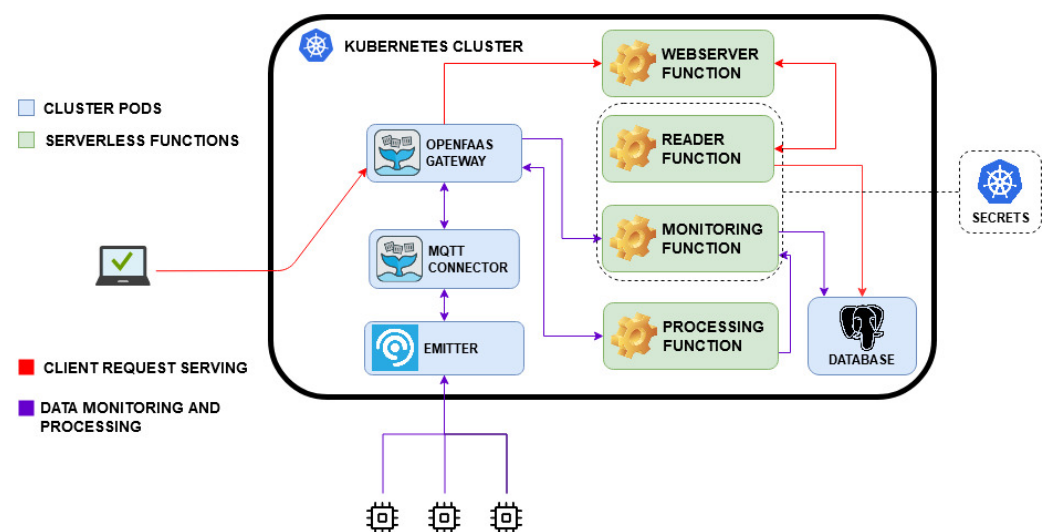 KUBERNETES CLUSTER
WEBSERVER
FUNCTION
CLUSTER PODS
SERVERLESS FUNCTIONS
OPENFAAS
GATEWAY
READER
FUNCTION
SECRETS
MQTT
CONNECTOR
MONITORING
FUNCTION
EMITTER
PROCESSING
FUNCTION
DATABASE
CLIENT REQUEST SERVING
DATA MONITORING AND
PROCESSING